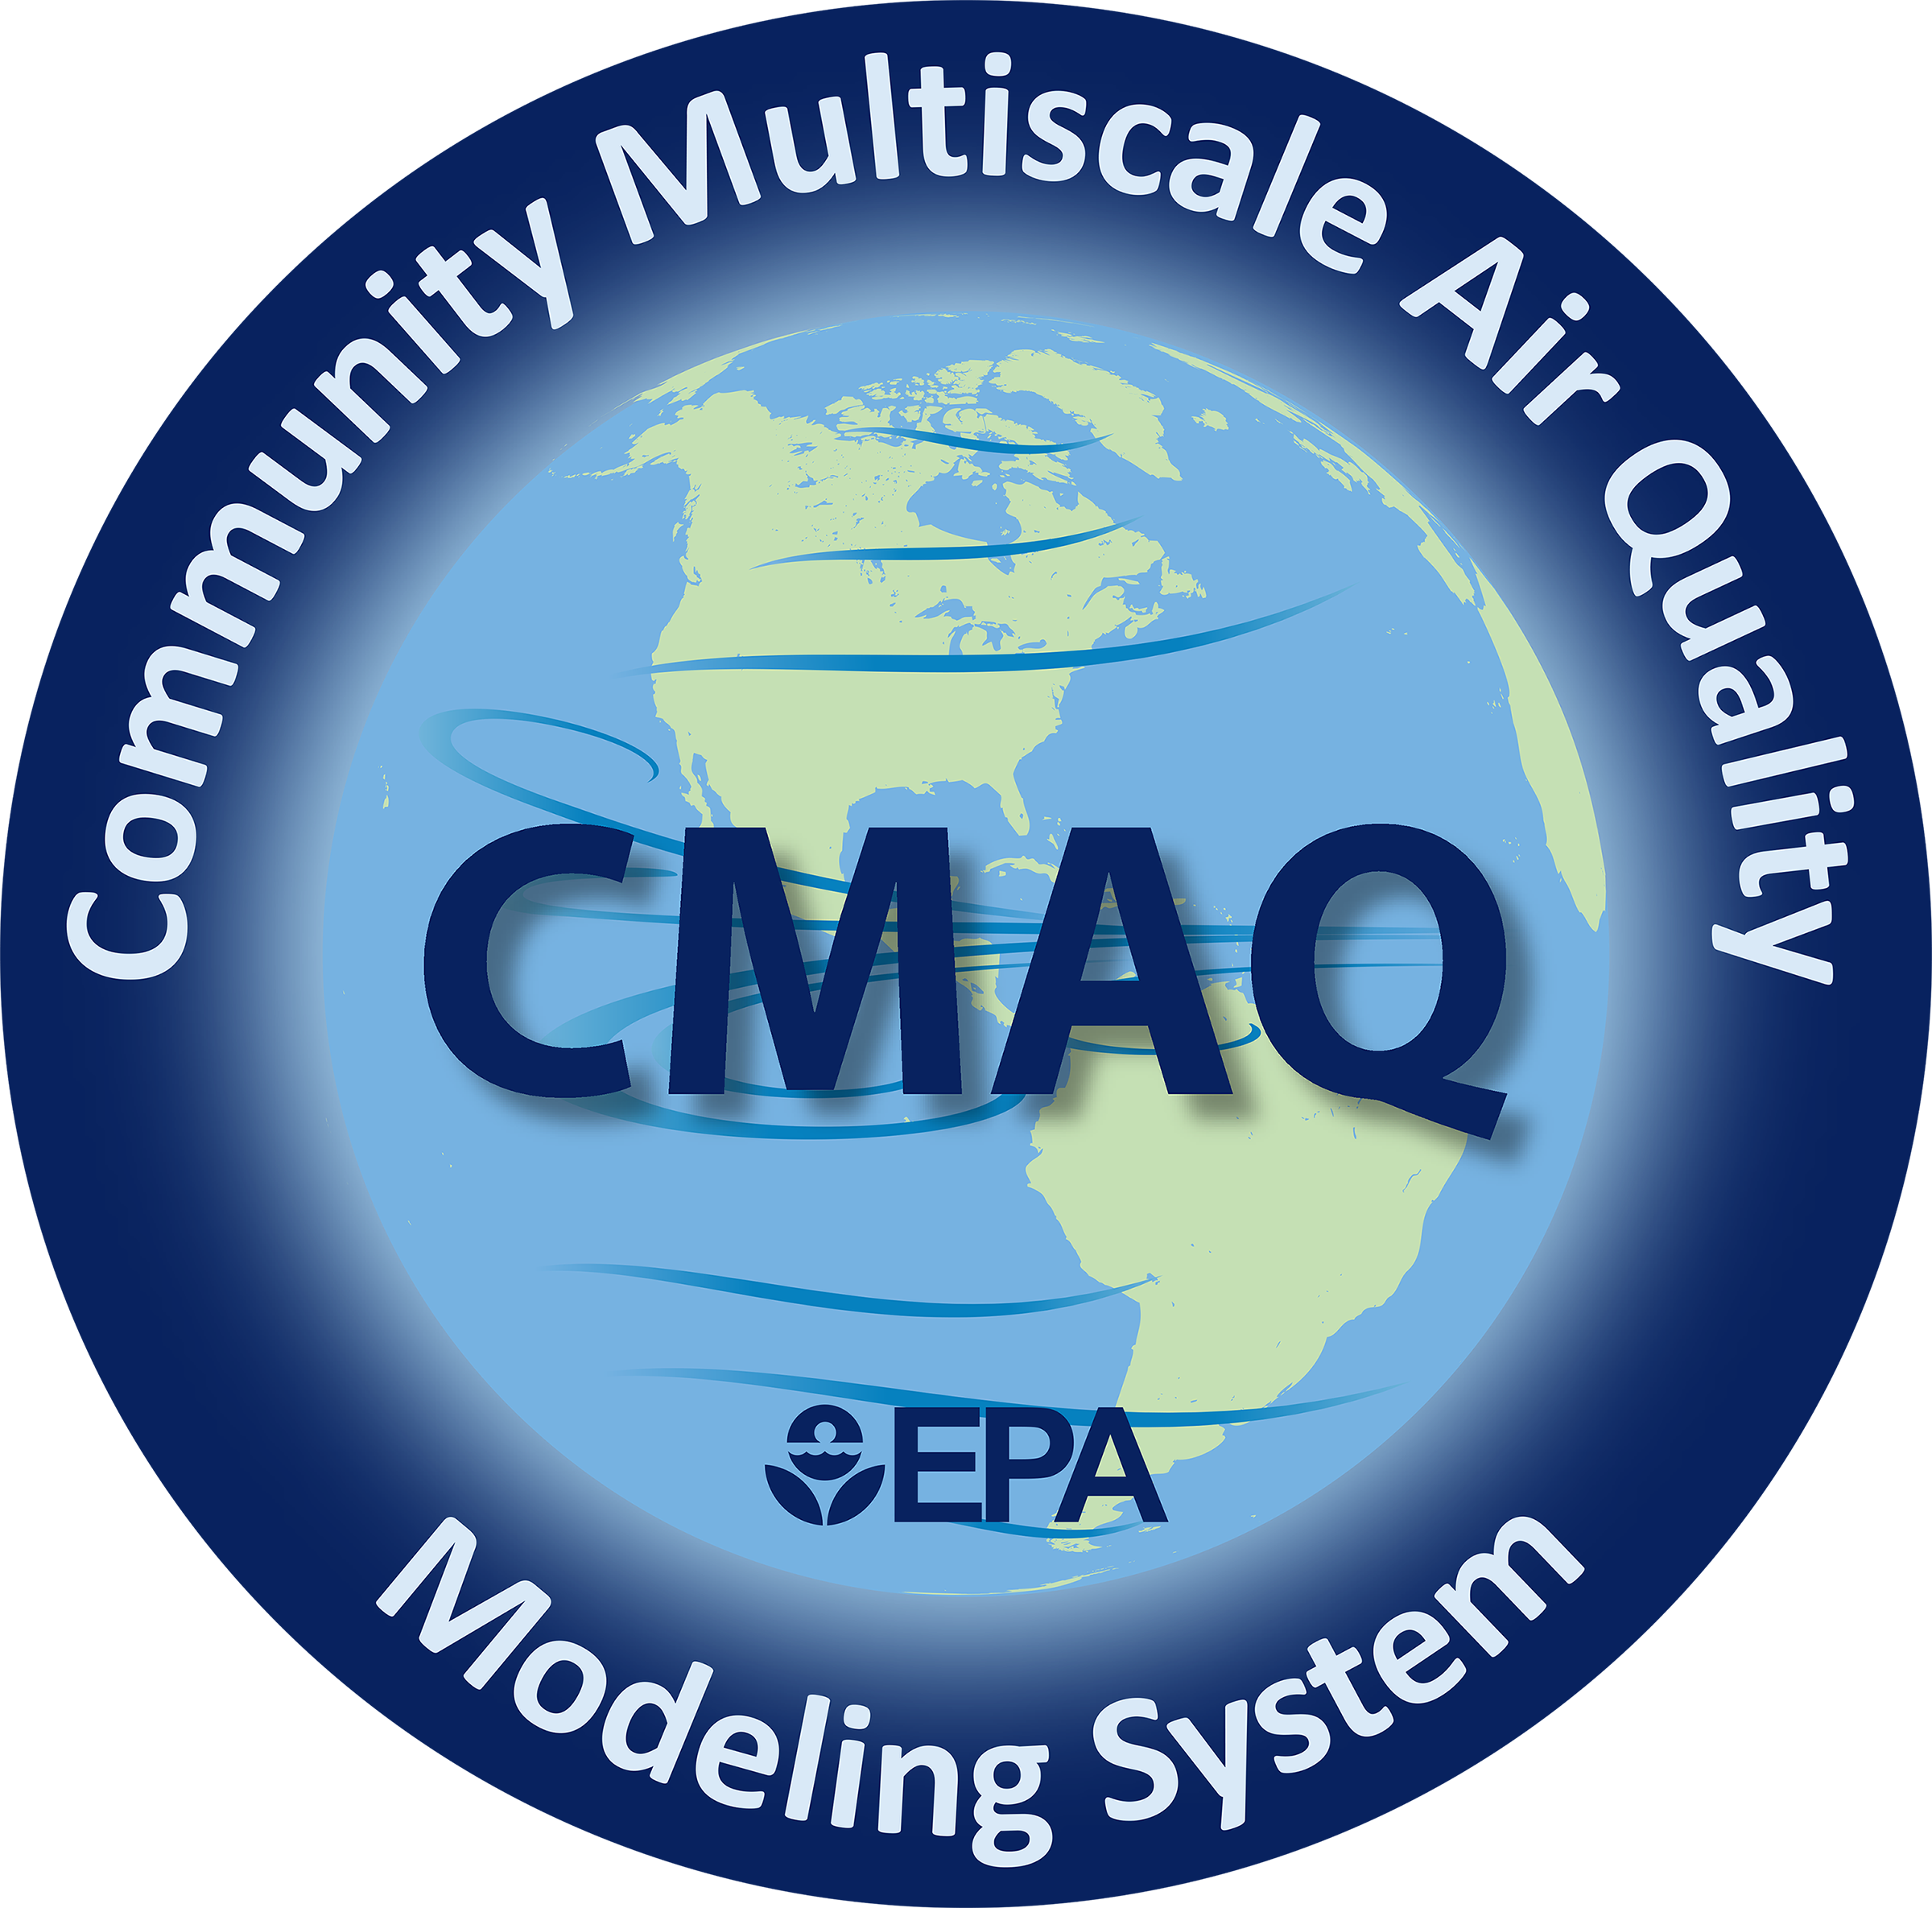 Community Multiscale Air Quality
CMAQ
EPA
Modeling System